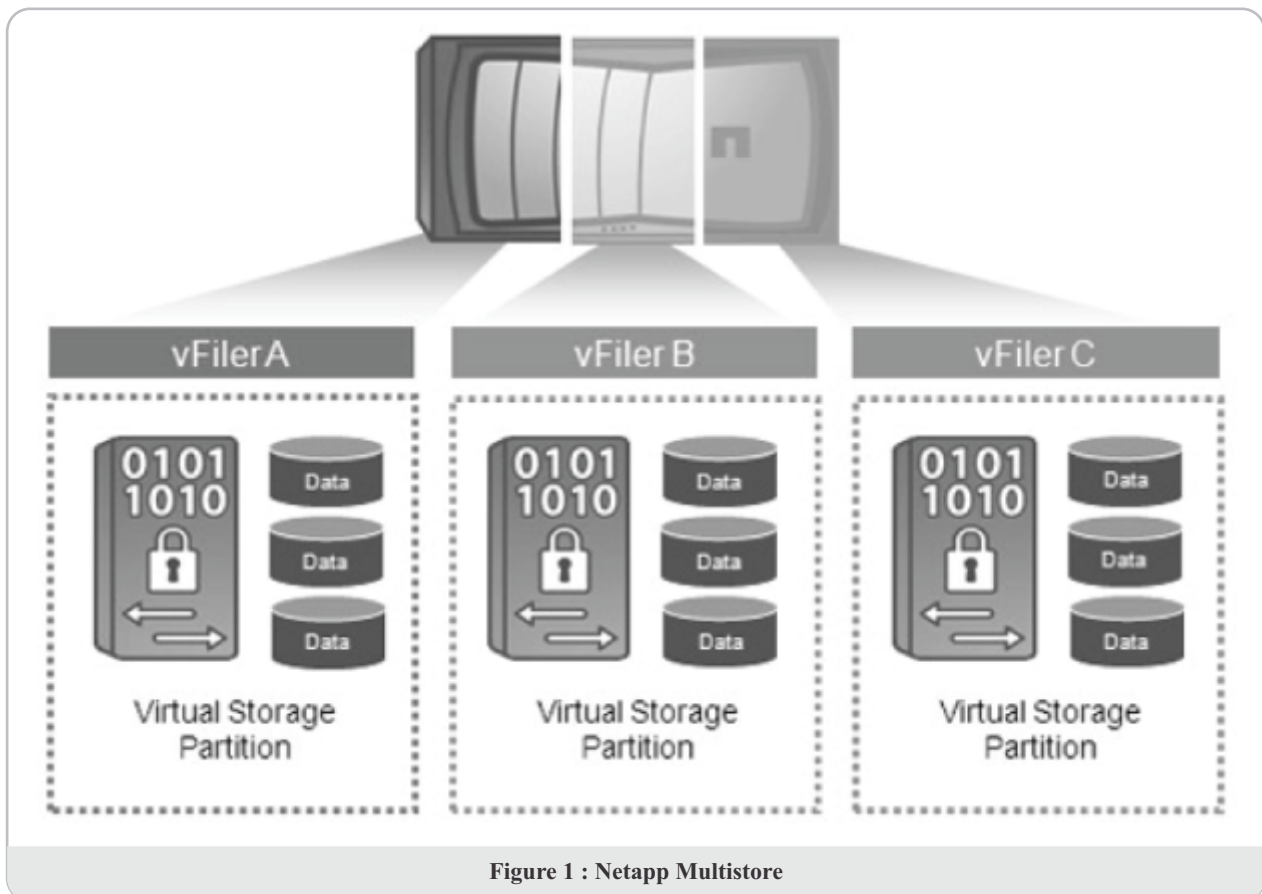 vFiler A
vFiler B
vFiler C
0101
1010
Data
Data
Data
Virtual Storage
Partition
0101
1010
Data
Data
Data
Virtual Storage
Partition
0101
1010
Data
Data
Data
Virtual Storage
Partition
Figure 1 : Netapp Multistore